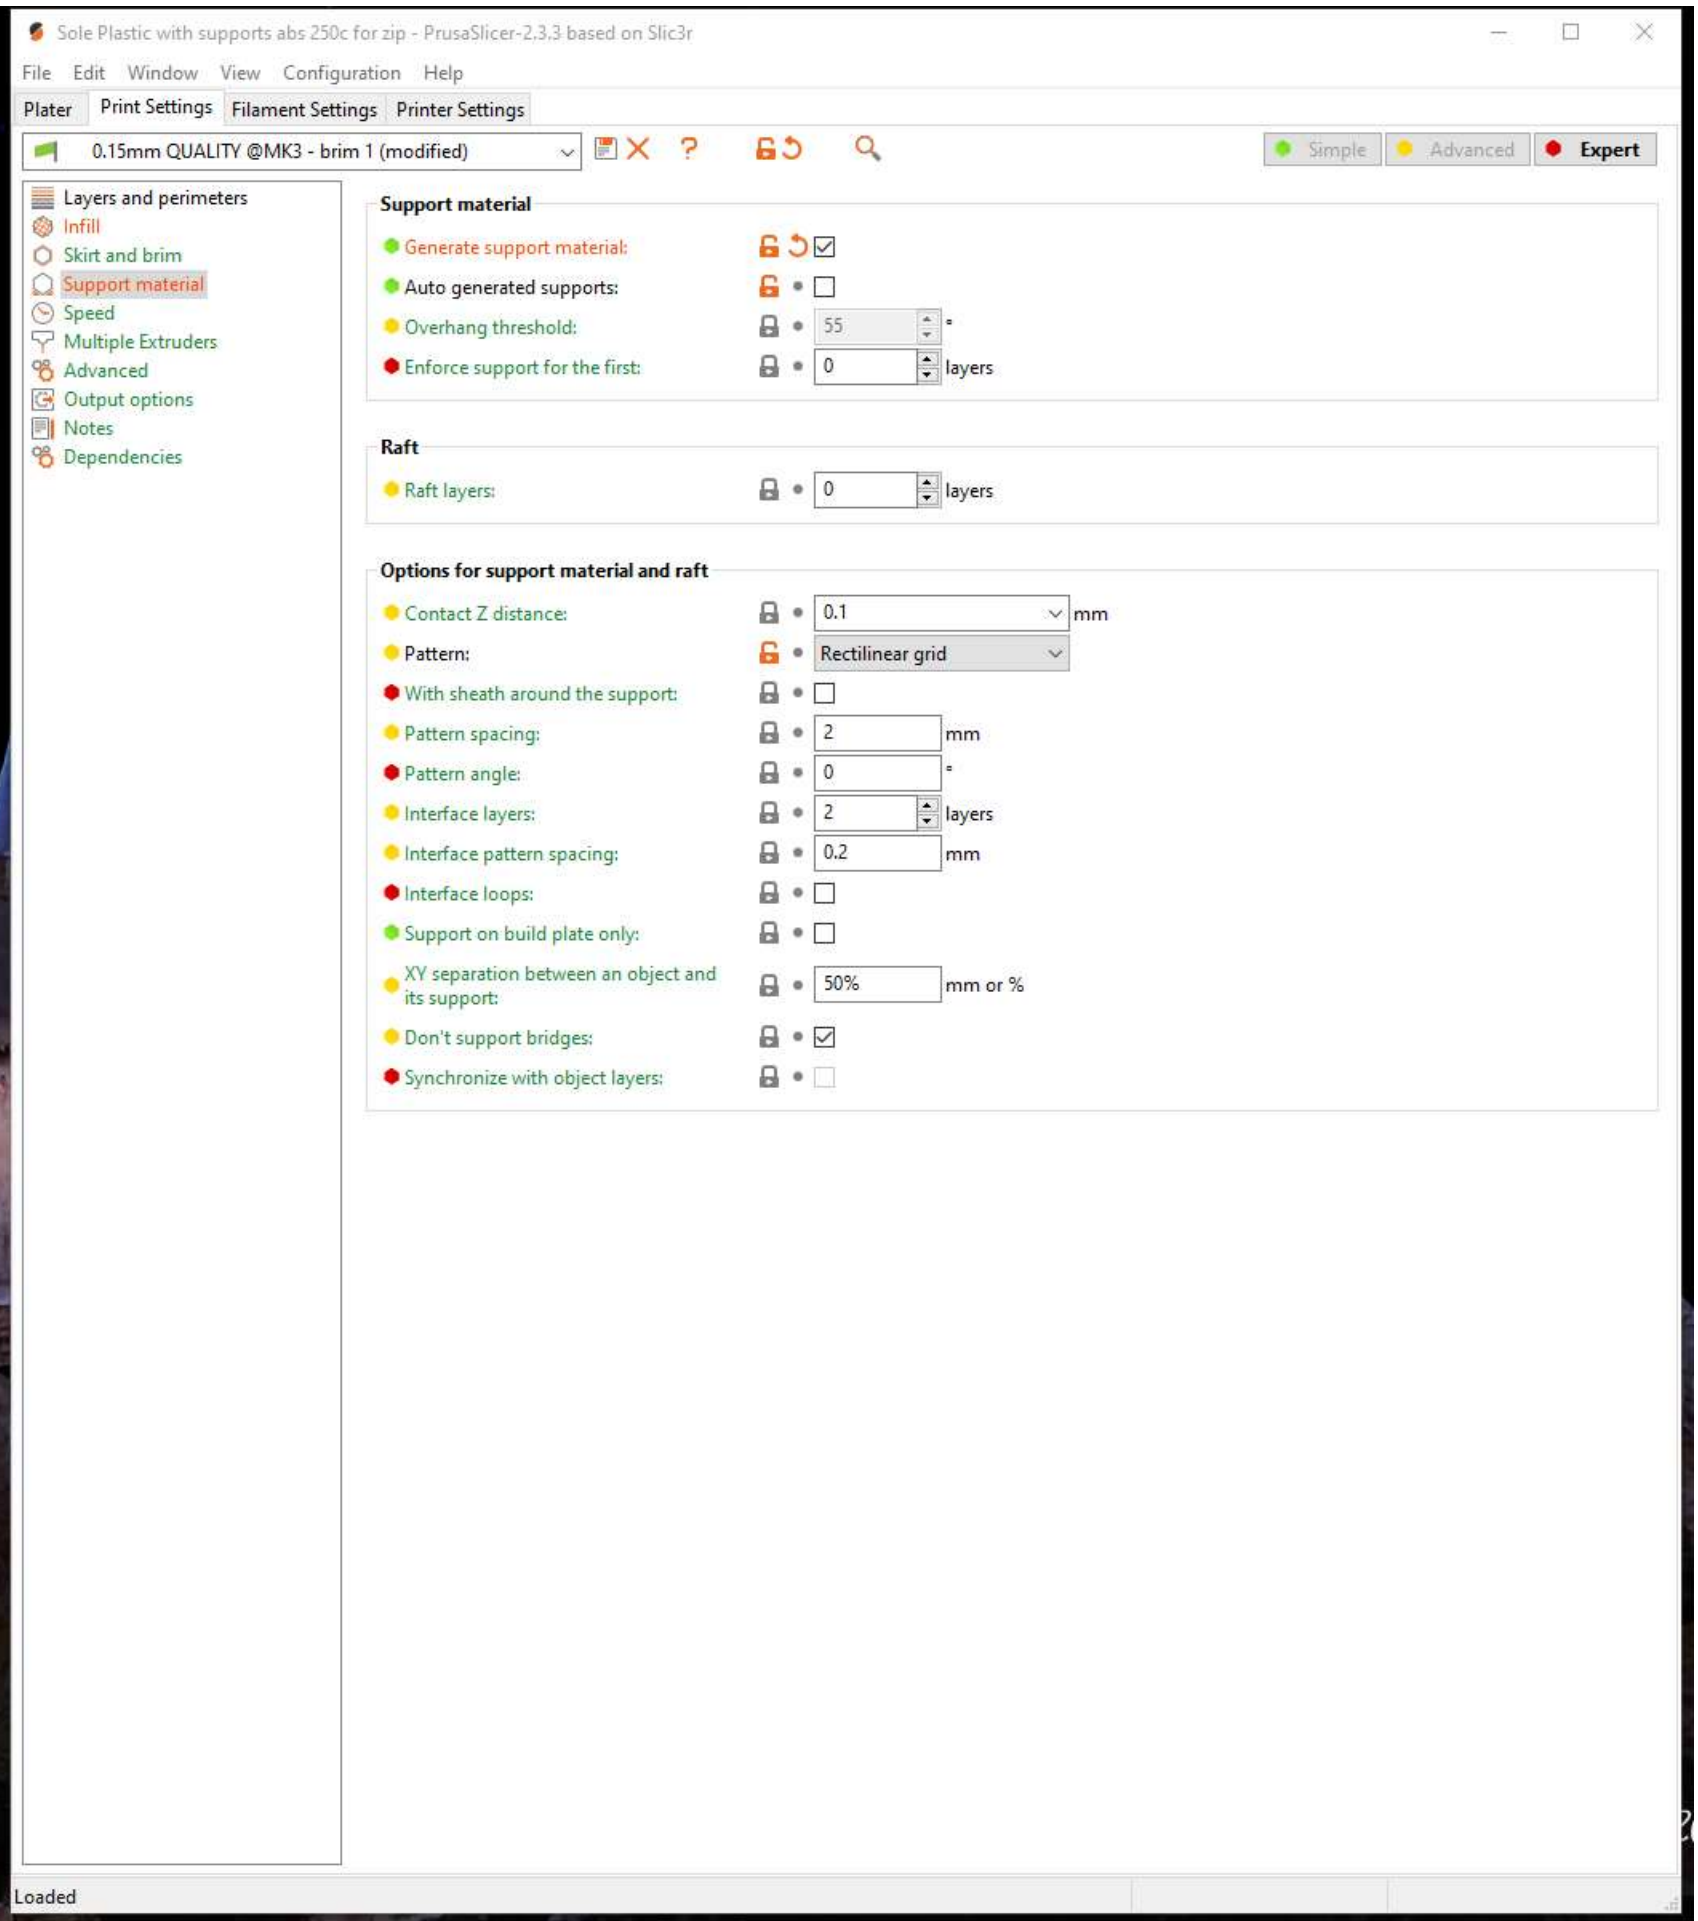 Sole Plastic with supports abs 250c for zip - PrusaSlicer-2.3.3 based on Slic3r
File Edit Window View Configuration Help
Plater Print Settings Filament Settings Printer Settings
0.15mm QUALITY @MK3 - brim 1 (modified) ? Simple Advanced Expert
Layers and perimeters
Infill
Skirt and brim
Support material
Speed
Multiple Extruders
Advanced
Output options
Notes
Dependencies
Support material
Generate support material:
Auto generated supports:
Overhang threshold: 55 °
Enforce support for the first: 0 layers
Raft
Raft layers: 0 layers
Options for support material and raft
Contact Z distance: 0.1 mm
Pattern: Rectilinear grid
With sheath around the support:
Pattern spacing: 2 mm
Pattern angle: 0 °
Interface layers: 2 layers
Interface pattern spacing: 0.2 mm
Interface loops:
Support on build plate only:
XY separation between an object and
its support: 50% mm or %
Don't support bridges:
Synchronize with object layers:
Loaded